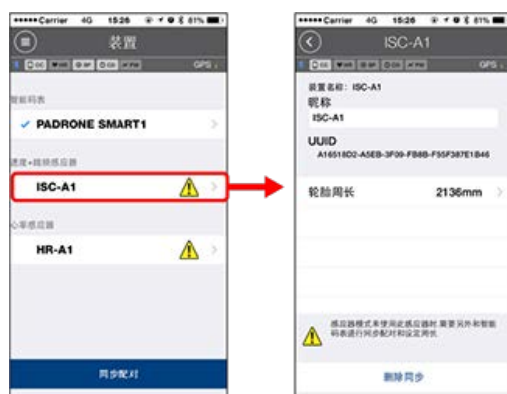 •••••Carrier 4G 15:26 81%
装置
GPS
智能码表
PADRONE SMART1
速度+踏频感应器
ISC-A1
心率感应器
HR-A1
同步配对
•••••Carrier 4G 15:26 81%
ISC-A1
GPS
装置名称: ISC-A1
昵称
ISC-A1
UUID
A16518D2-A5EB-3F09-FB8B-F55F387E1B46
轮胎周长 2136mm
感应器模式未使用此感应器时,需要另外和智能
码表进行同步配对和设定周长
删除同步